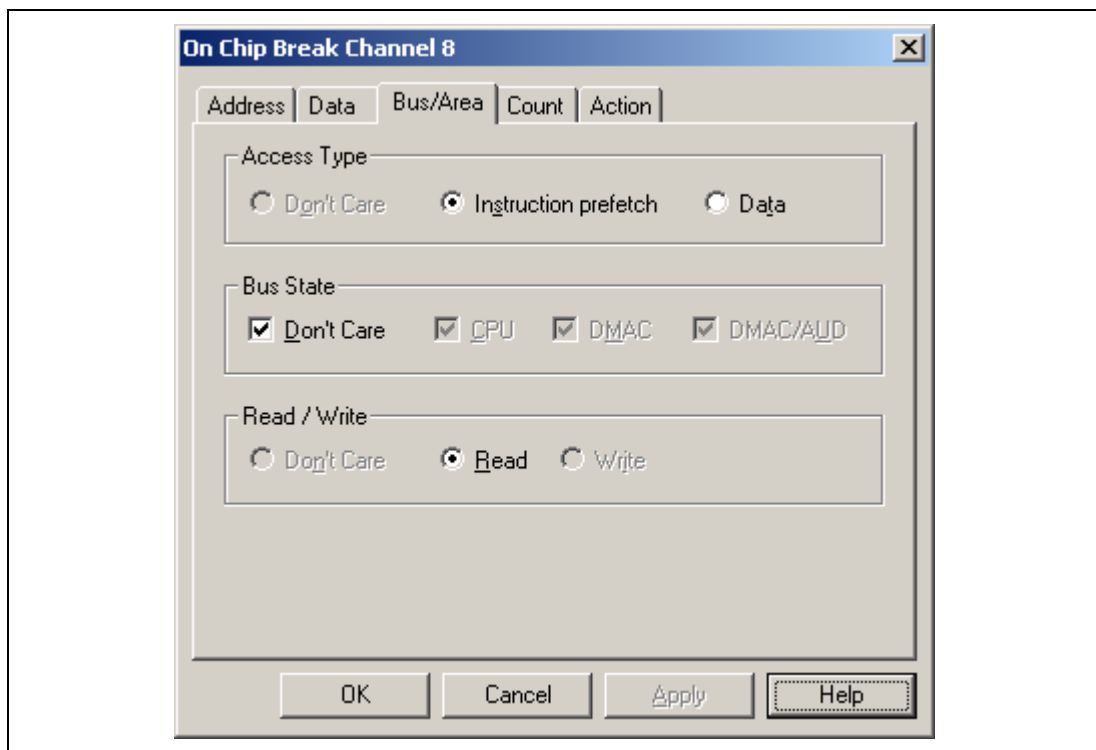 On Chip Break Channel 8
Address Data Bus/Area Count Action
Access Type
Don't Care Instruction prefetch Data
Bus State
Don't Care CPU DMAC DMAC/AUD
Read / Write
Don't Care Read Write
OK Cancel Apply Help